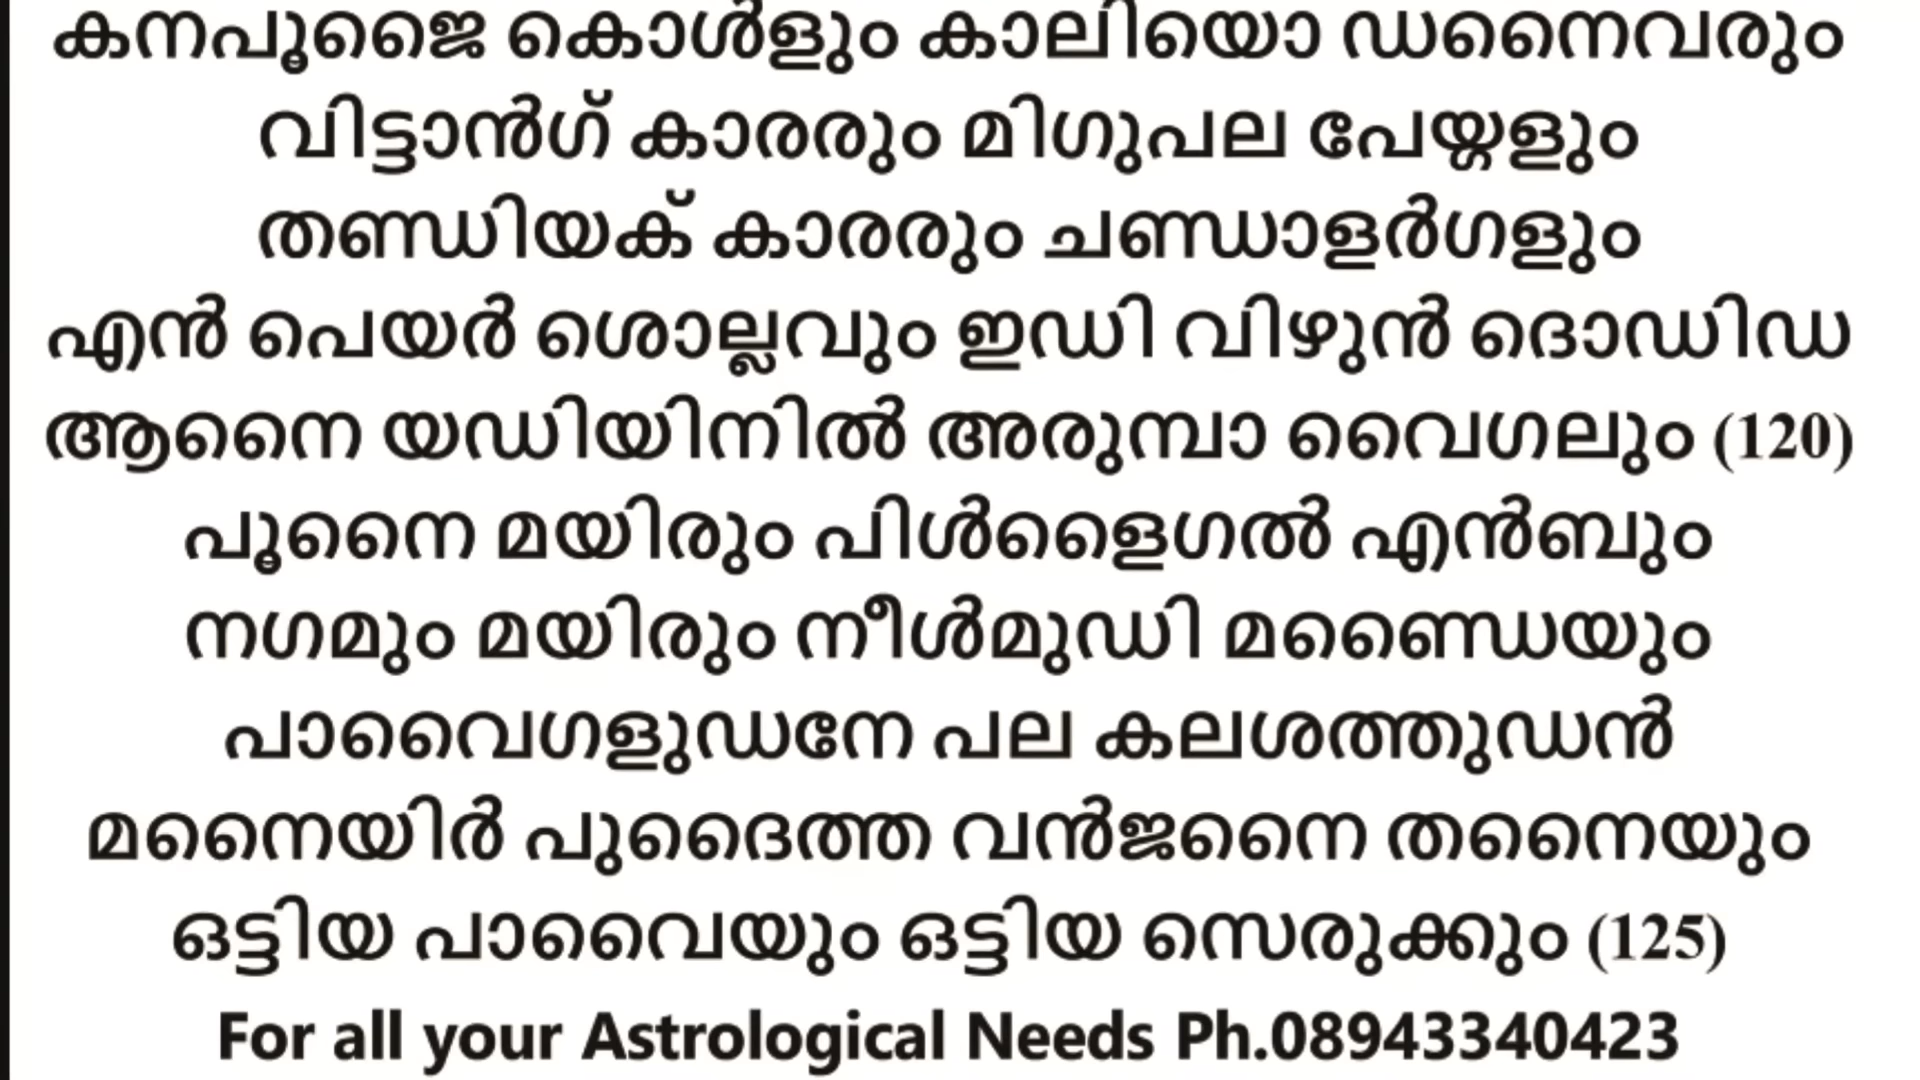 കനപൂജൈ കൊൾളും കാലിയൊ ഡനൈവരും
വിട്ടാൻഗ് കാരരും മിഗുപല പേയ്ഗളും
തണ്ഡിയക് കാരരും ചണ്ഡാളർഗളും
എൻ പെയർ ശൊല്ലവും ഇഡി വിഴുൻ ദൊഡിഡ
ആനൈ യഡിയിനിൽ അരുമ്പാ വൈഗലും (120)
പൂനൈ മയിരും പിൾളൈഗൽ എൻബും
നഗമും മയിരും നീൾമുഡി മണ്ഡൈയും
പാവൈഗളുഡനേ പല കലശത്തുഡൻ
മനൈയിർ പുദൈത്ത വൻജനൈ തനൈയും
ഒട്ടിയ പാവൈയും ഒട്ടിയ സെരുക്കും (125)
For all your Astrological Needs Ph.08943340423